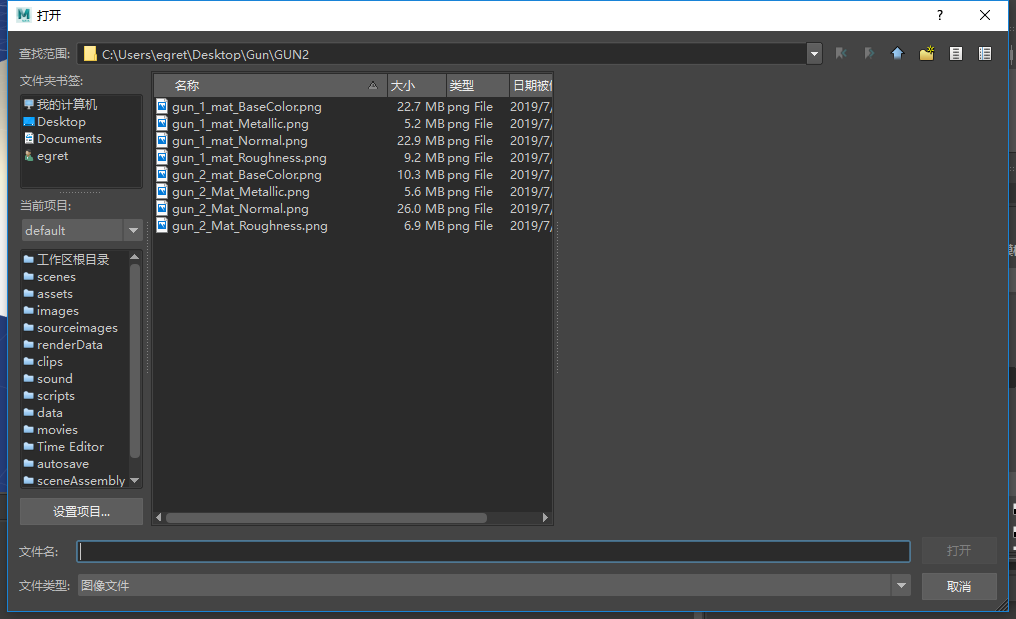 打开
?
查找范围:
C:\Users\egret\Desktop\Gun\GUN2
文件夹书签:
我的计算机
Desktop
Documents
egret
当前项目:
default
工作区根目录
scenes
assets
images
sourceimages
renderData
clips
sound
scripts
data
movies
Time Editor
autosave
sceneAssembly
设置项目...
名称 大小 类型
gun_1_mat_BaseColor.png 22.7 MB png File 2019/7/
gun_1_mat_Metallic.png 5.2 MB png File 2019/7/
gun_1_mat_Normal.png 22.9 MB png File 2019/7/
gun_1_mat_Roughness.png 9.2 MB png File 2019/7/
gun_2_mat_BaseColor.png 10.3 MB png File 2019/7/
gun_2_Mat_Metallic.png 5.6 MB png File 2019/7/
gun_2_Mat_Normal.png 26.0 MB png File 2019/7/
gun_2_Mat_Roughness.png 6.9 MB png File 2019/7/
文件名:
打开
文件类型: 图像文件
取消